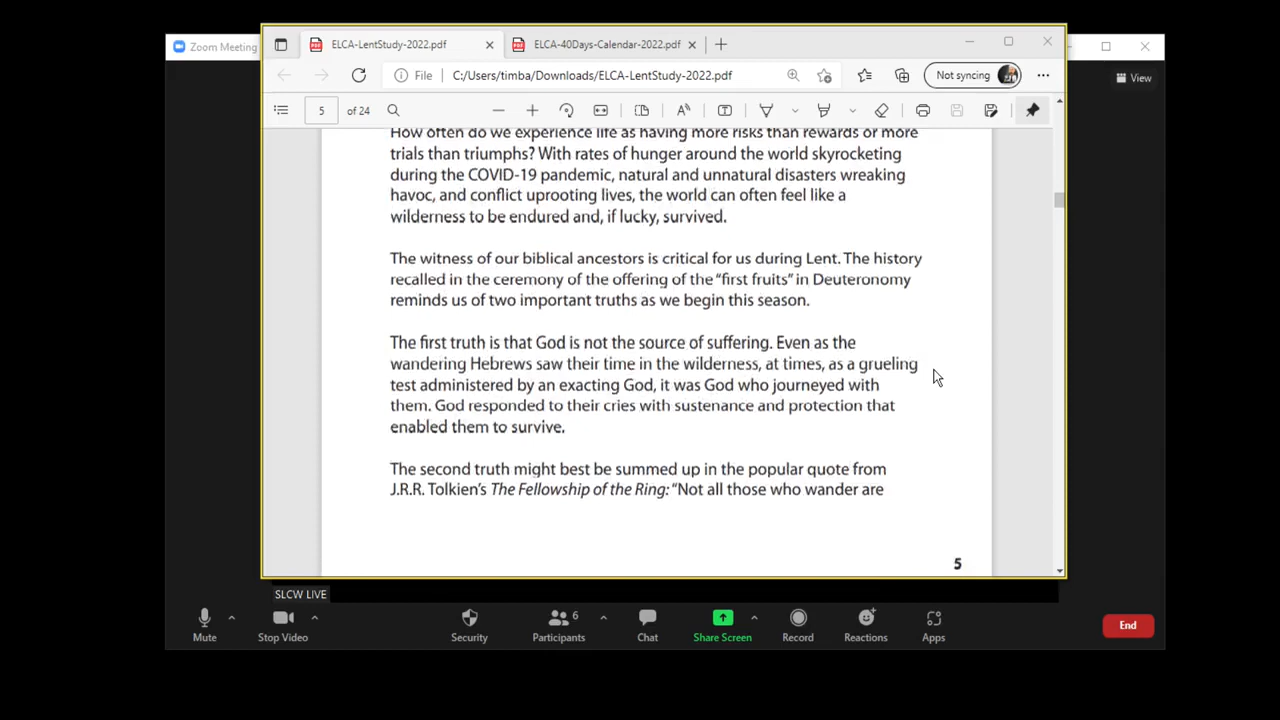 Zoom Meeting
ELCA-LentStudy-2022.pdf
ELCA-40Days-Calendar-2022.pdf
File
C:/Users/timba/Downloads/ELCA-LentStudy-2022.pdf
Not syncing
View
5 of 24
How often do we experience life as having more risks than rewards or more
trials than triumphs? With rates of hunger around the world skyrocketing
during the COVID-19 pandemic, natural and unnatural disasters wreaking
havoc, and conflict uprooting lives, the world can often feel like a
wilderness to be endured and, if lucky, survived.
The witness of our biblical ancestors is critical for us during Lent. The history
recalled in the ceremony of the offering of the “first fruits” in Deuteronomy
reminds us of two important truths as we begin this season.
The first truth is that God is not the source of suffering. Even as the
wandering Hebrews saw their time in the wilderness, at times, as a grueling
test administered by an exacting God, it was God who journeyed with
them. God responded to their cries with sustenance and protection that
enabled them to survive.
The second truth might best be summed up in the popular quote from
J.R.R. Tolkien’s The Fellowship of the Ring: “Not all those who wander are
5
SLCW LIVE
Mute
Stop Video
Security
6
Participants
Chat
Share Screen
Record
Reactions
Apps
End